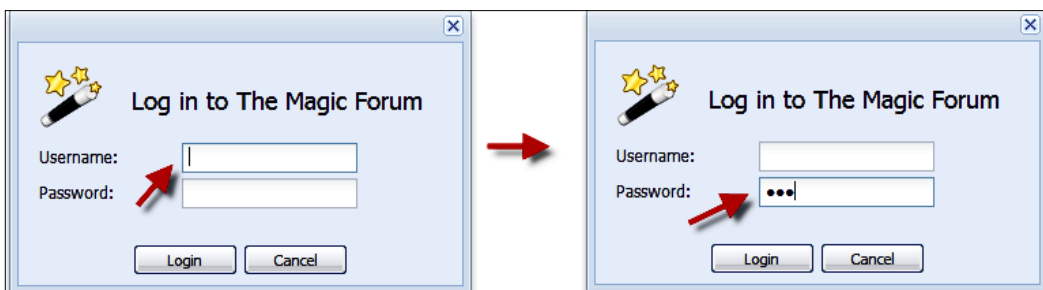 Log in to The Magic Forum
Username:
Password:
Login Cancel
Log in to The Magic Forum
Username:
Password: •••
Login Cancel